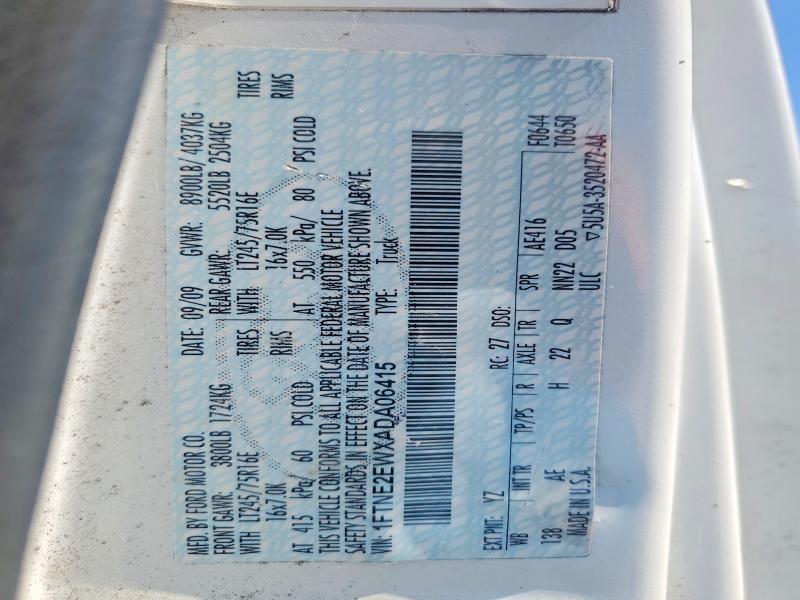 MFD. BY FORD MOTOR CO. DATE: 09/09 GVWR: 8900LB/ 4037KG
FRONT GAWR: 3800LB 1724KG REAR GAWR: 5520LB 2504KG
WITH LT245/75R16E TIRES WITH LT245/75R16E TIRES
16x7.0K RIMS 16x7.0K RIMS
AT 415 kPa/ 60 PSI COLD AT 550 kPa/ 80 PSI COLD
THIS VEHICLE CONFORMS TO ALL APPLICABLE FEDERAL MOTOR VEHICLE
SAFETY STANDARDS IN EFFECT ON THE DATE OF MANUFACTURE SHOWN ABOVE.
VIN: 1FTNE2EWXADA06415 TYPE: Truck
F0644
T0650
EXT PNT: YZ RC: 27 DSO:
WB INT TR TP/PS R AXLE TR SPR AE416
138 AE H 22 Q NN22 D05
MADE IN U.S.A. ULC ▽5U5A-3520472-AA